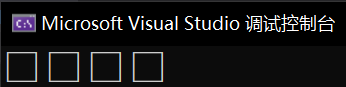 Microsoft Visual Studio 调试控制台
□ □ □ □